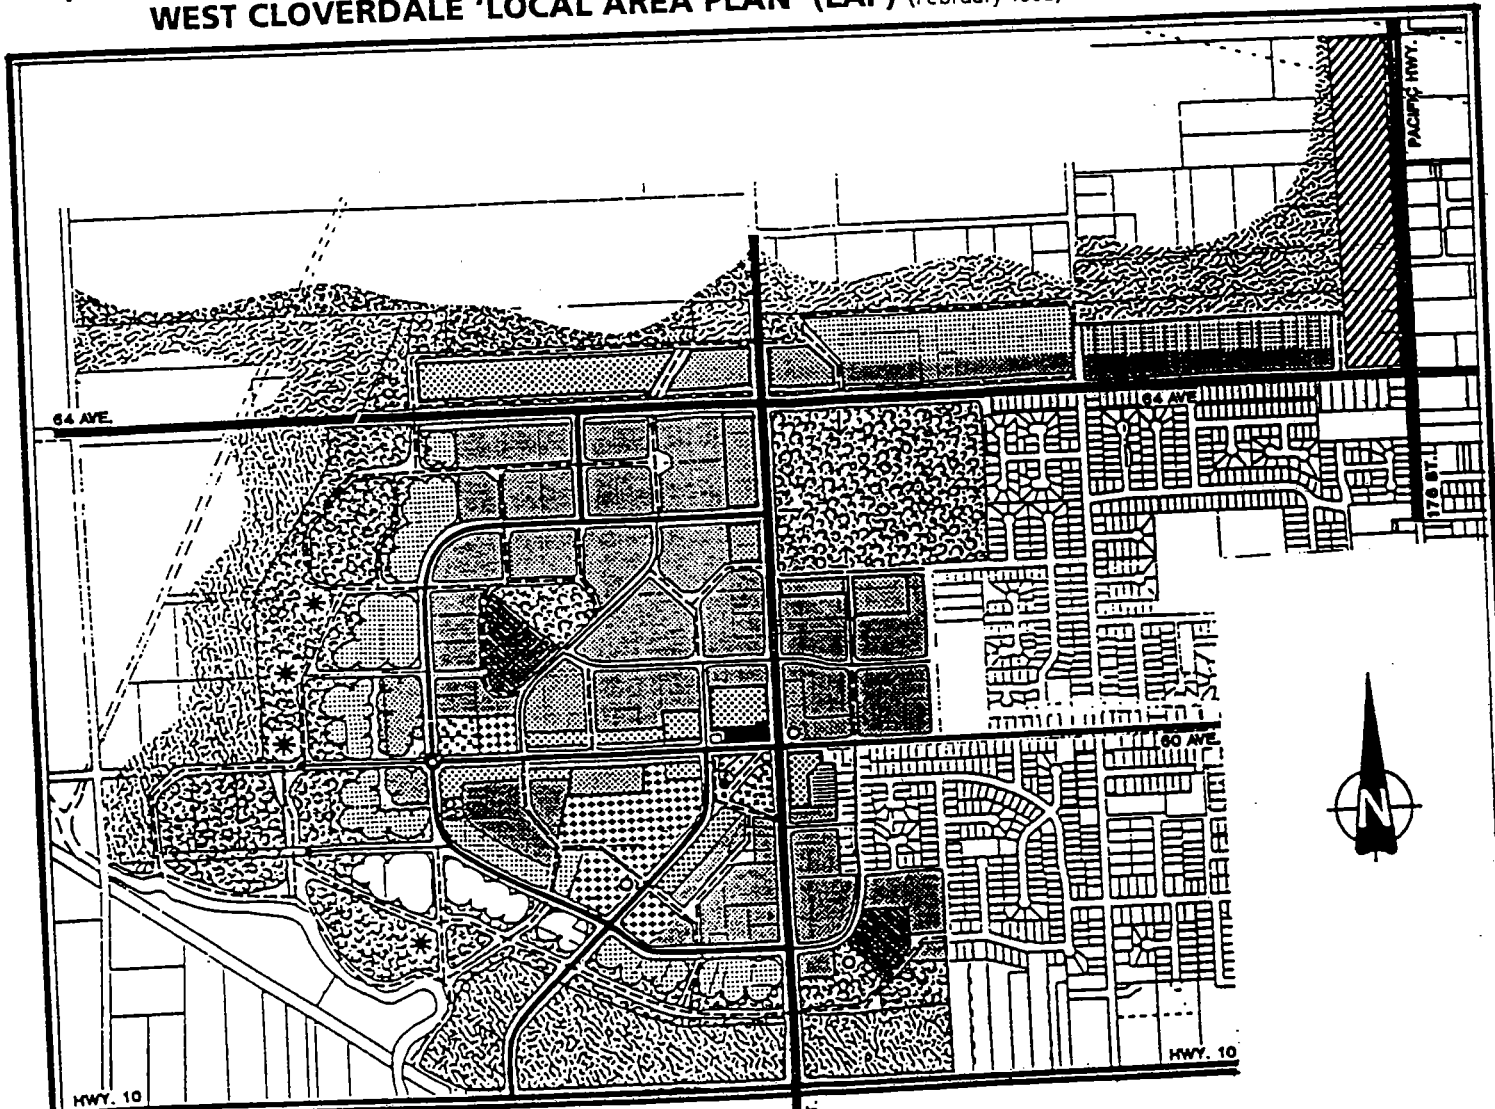 WEST CLOVERDALE 'LOCAL AREA PLAN' (LAP)
PACIFIC HWY.
64 AVE.
64 AVE
176 ST.
60 AVE.
N
HWY. 10
HWY. 10